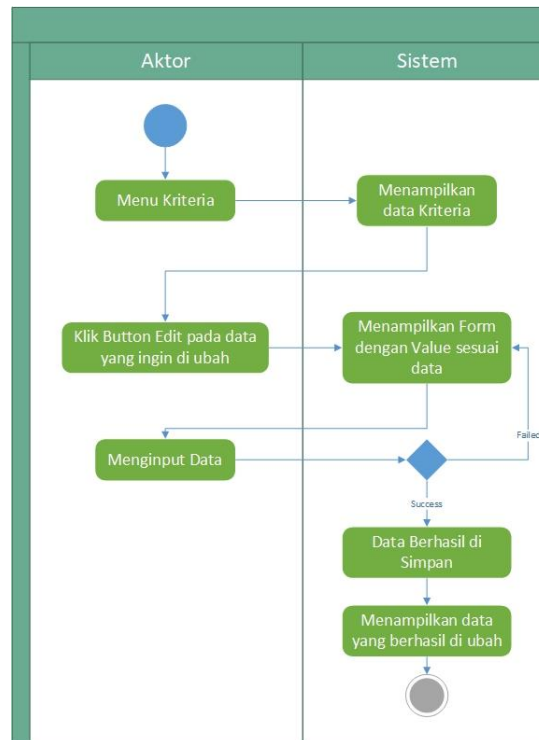 Aktor
Sistem
Menu Kriteria
Menampilkan
data Kriteria
Klik Button Edit pada data
yang ingin di ubah
Menampilkan Form
dengan Value sesuai
data
Failed
Menginput Data
Success
Data Berhasil di
Simpan
Menampilkan data
yang berhasil di ubah